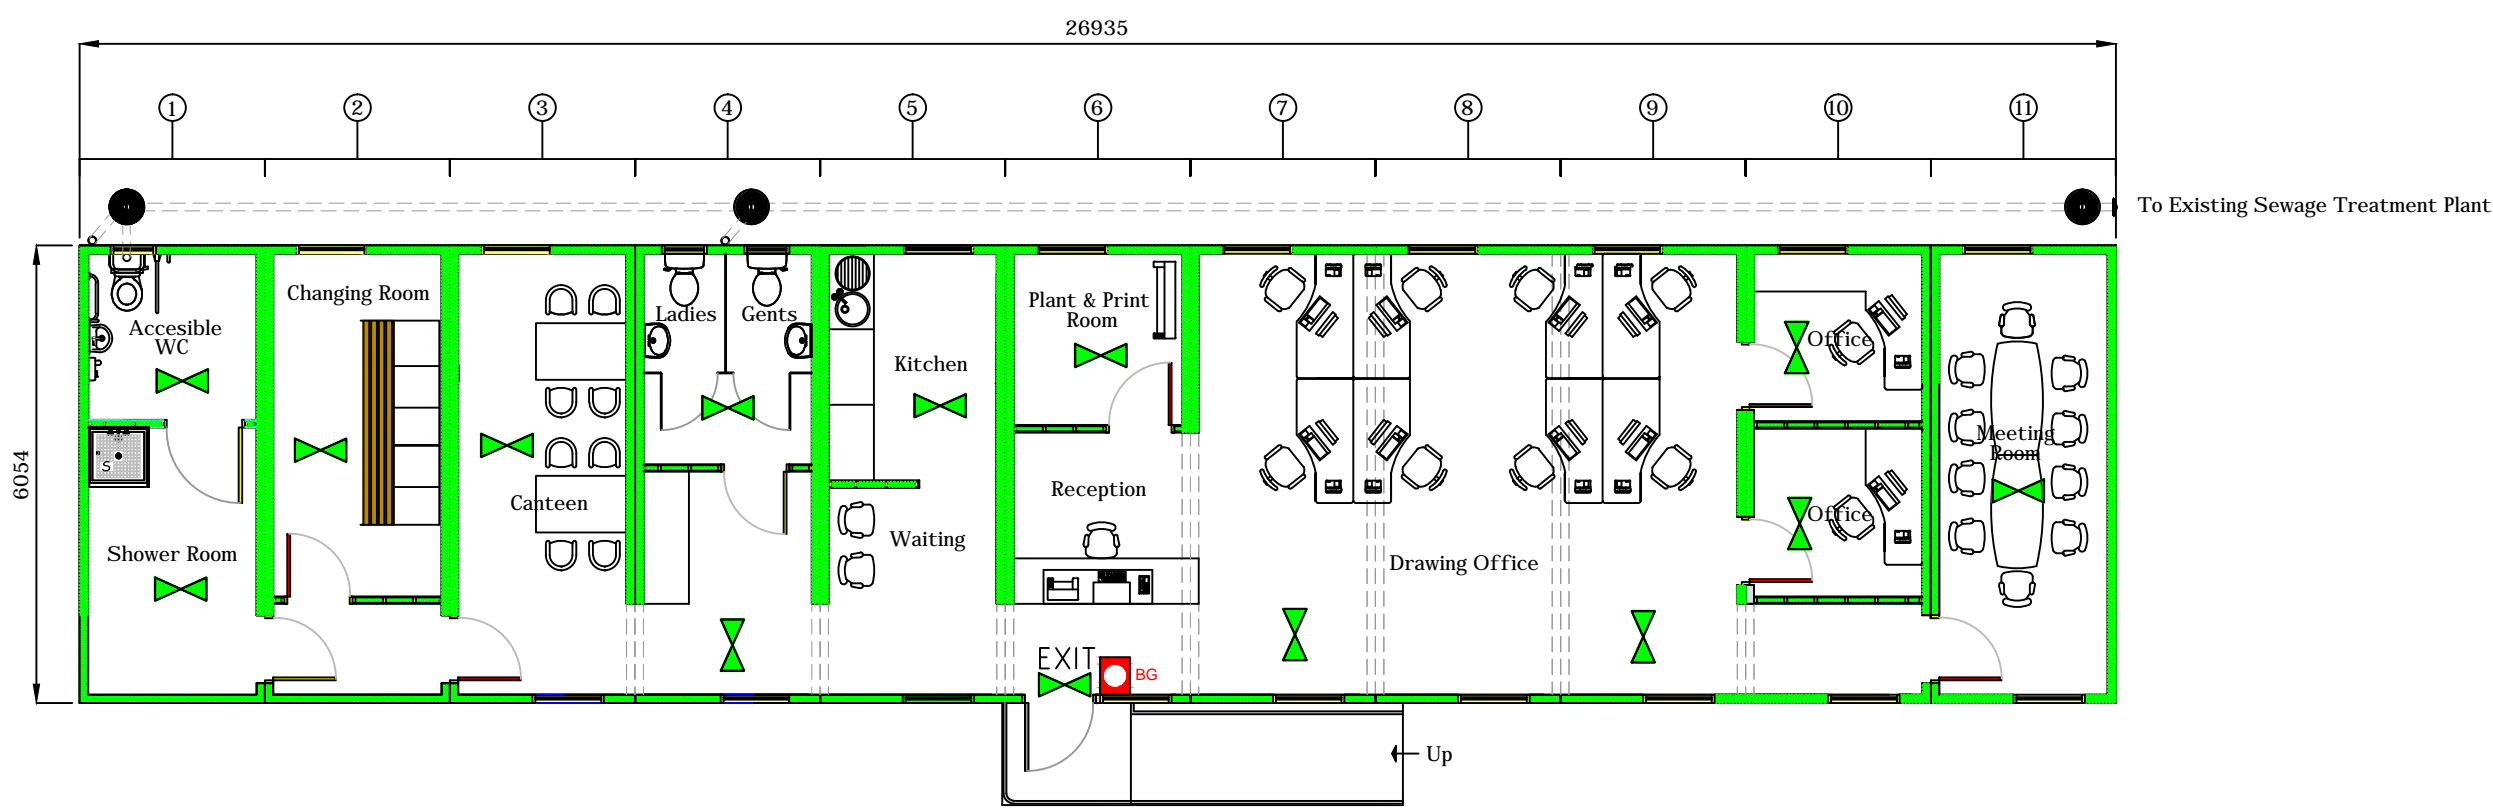 26935
1
2
3
4
5
6
7
8
9
10
11
To Existing Sewage Treatment Plant
6054
Changing Room
Accesible
WC
Ladies
Gents
Plant & Print
Room
Office
Kitchen
Meeting
Room
S
Canteen
Reception
Office
Shower Room
Waiting
Drawing Office
EXIT
BG
Up